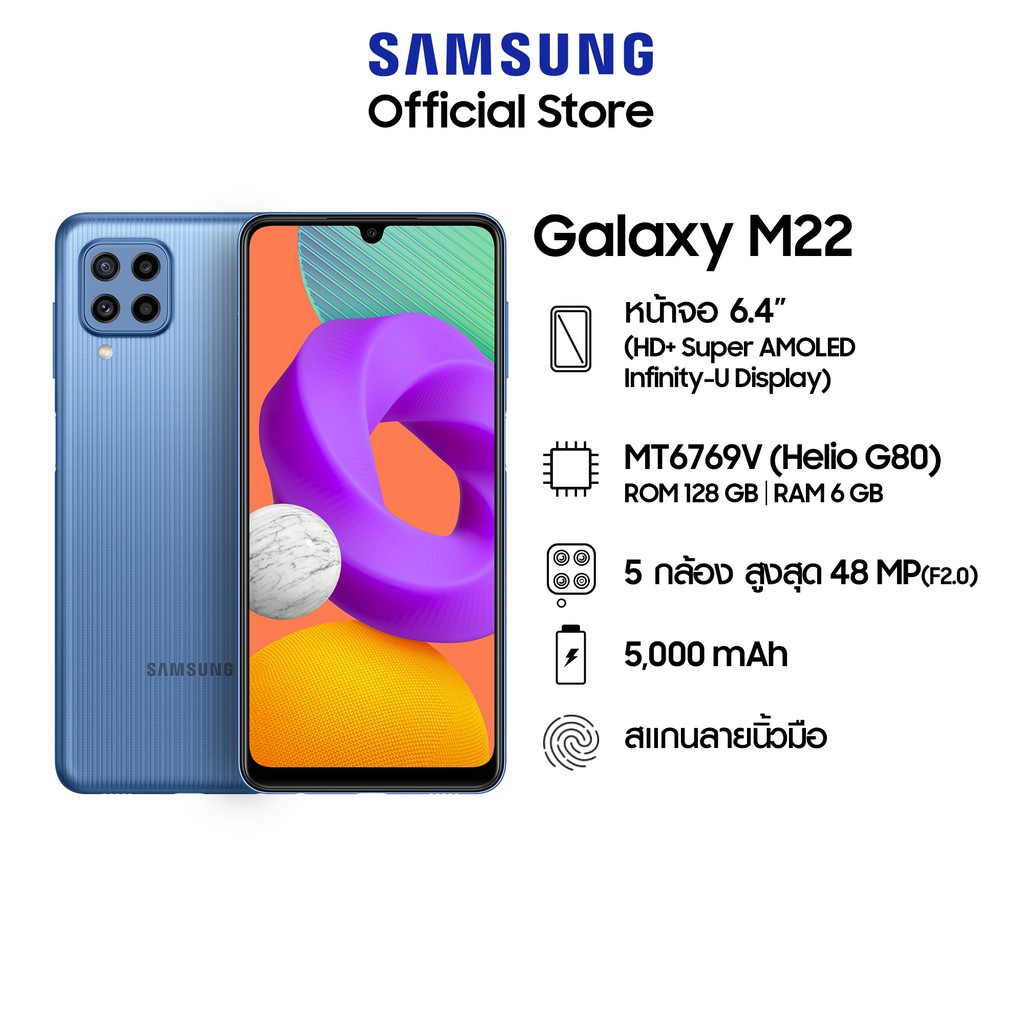 SAMSUNG
Official Store
Galaxy M22
หน้าจอ 6.4”
(HD+ Super AMOLED
Infinity-U Display)
MT6769V (Helio G80)
ROM 128 GB | RAM 6 GB
5 กล้อง สูงสุด 48 MP(F2.0)
5,000 mAh
สแกนลายนิ้วมือ
SAMSUNG